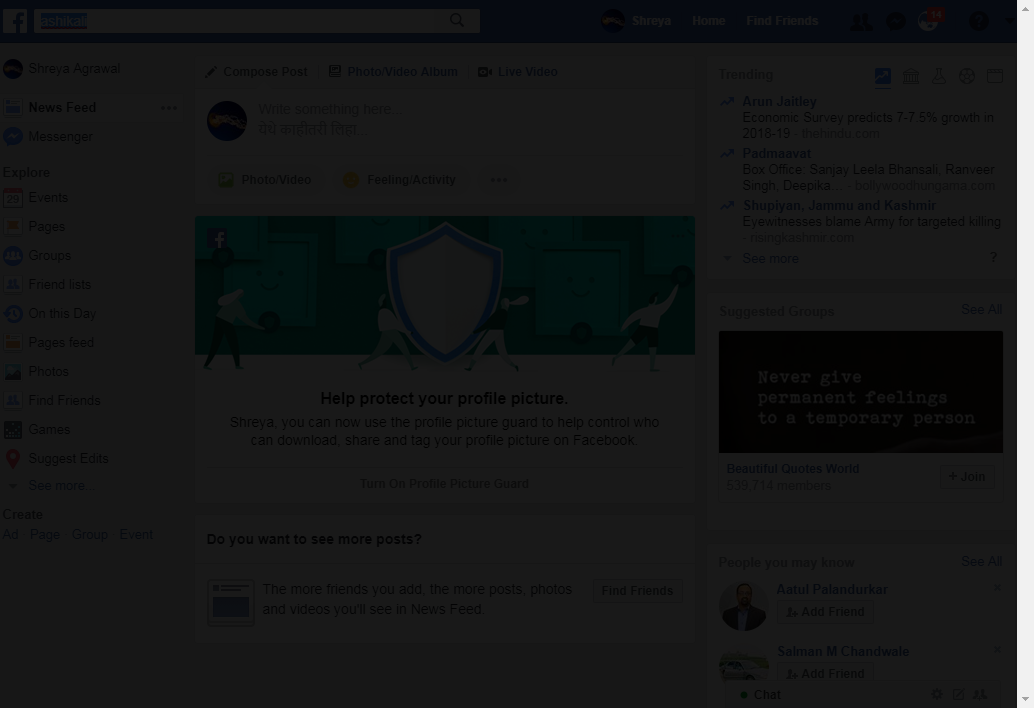 ashikali
Shreya
Home
Find Friends
14
?
Shreya Agrawal
News Feed
Messenger
Explore
29
Events
Pages
Groups
Friend lists
On this Day
Pages feed
Photos
Find Friends
Games
Suggest Edits
See more...
Create
Ad · Page · Group · Event
Compose Post
Photo/Video Album
Live Video
Write something here...
येथे काहीतरी लिहा...
Photo/Video
Feeling/Activity
Help protect your profile picture.
Shreya, you can now use the profile picture guard to help control who
can download, share and tag your profile picture on Facebook.
Turn On Profile Picture Guard
Do you want to see more posts?
The more friends you add, the more posts, photos
and videos you'll see in News Feed.
Find Friends
Trending
Arun Jaitley
Economic Survey predicts 7-7.5% growth in
2018-19 · thehindu.com
Padmaavat
Box Office: Sanjay Leela Bhansali, Ranveer
Singh, Deepika... · bollywoodhungama.com
Shupiyan, Jammu and Kashmir
Eyewitnesses blame Army for targeted killing
· risingkashmir.com
See more
?
Suggested Groups
See All
Never give
permanent feelings
to a temporary person
Beautiful Quotes World
539,714 members
+ Join
People you may know
See All
Aatul Palandurkar
Add Friend
Salman M Chandwale
Add Friend
Chat